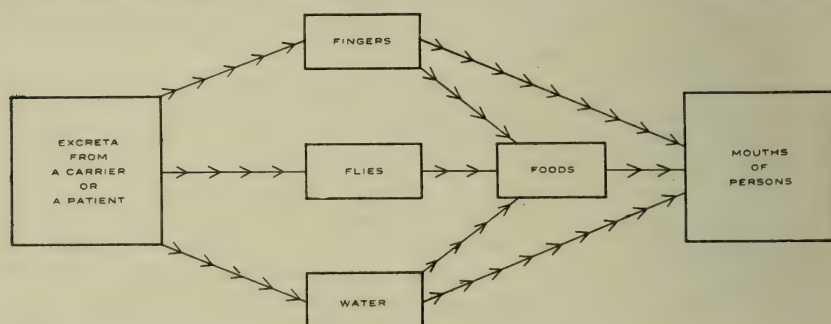 FINGERS
EXCRETA
FROM
A CARRIER
OR
A PATIENT
FLIES
FOODS
MOUTHS
OF
PERSONS
WATER